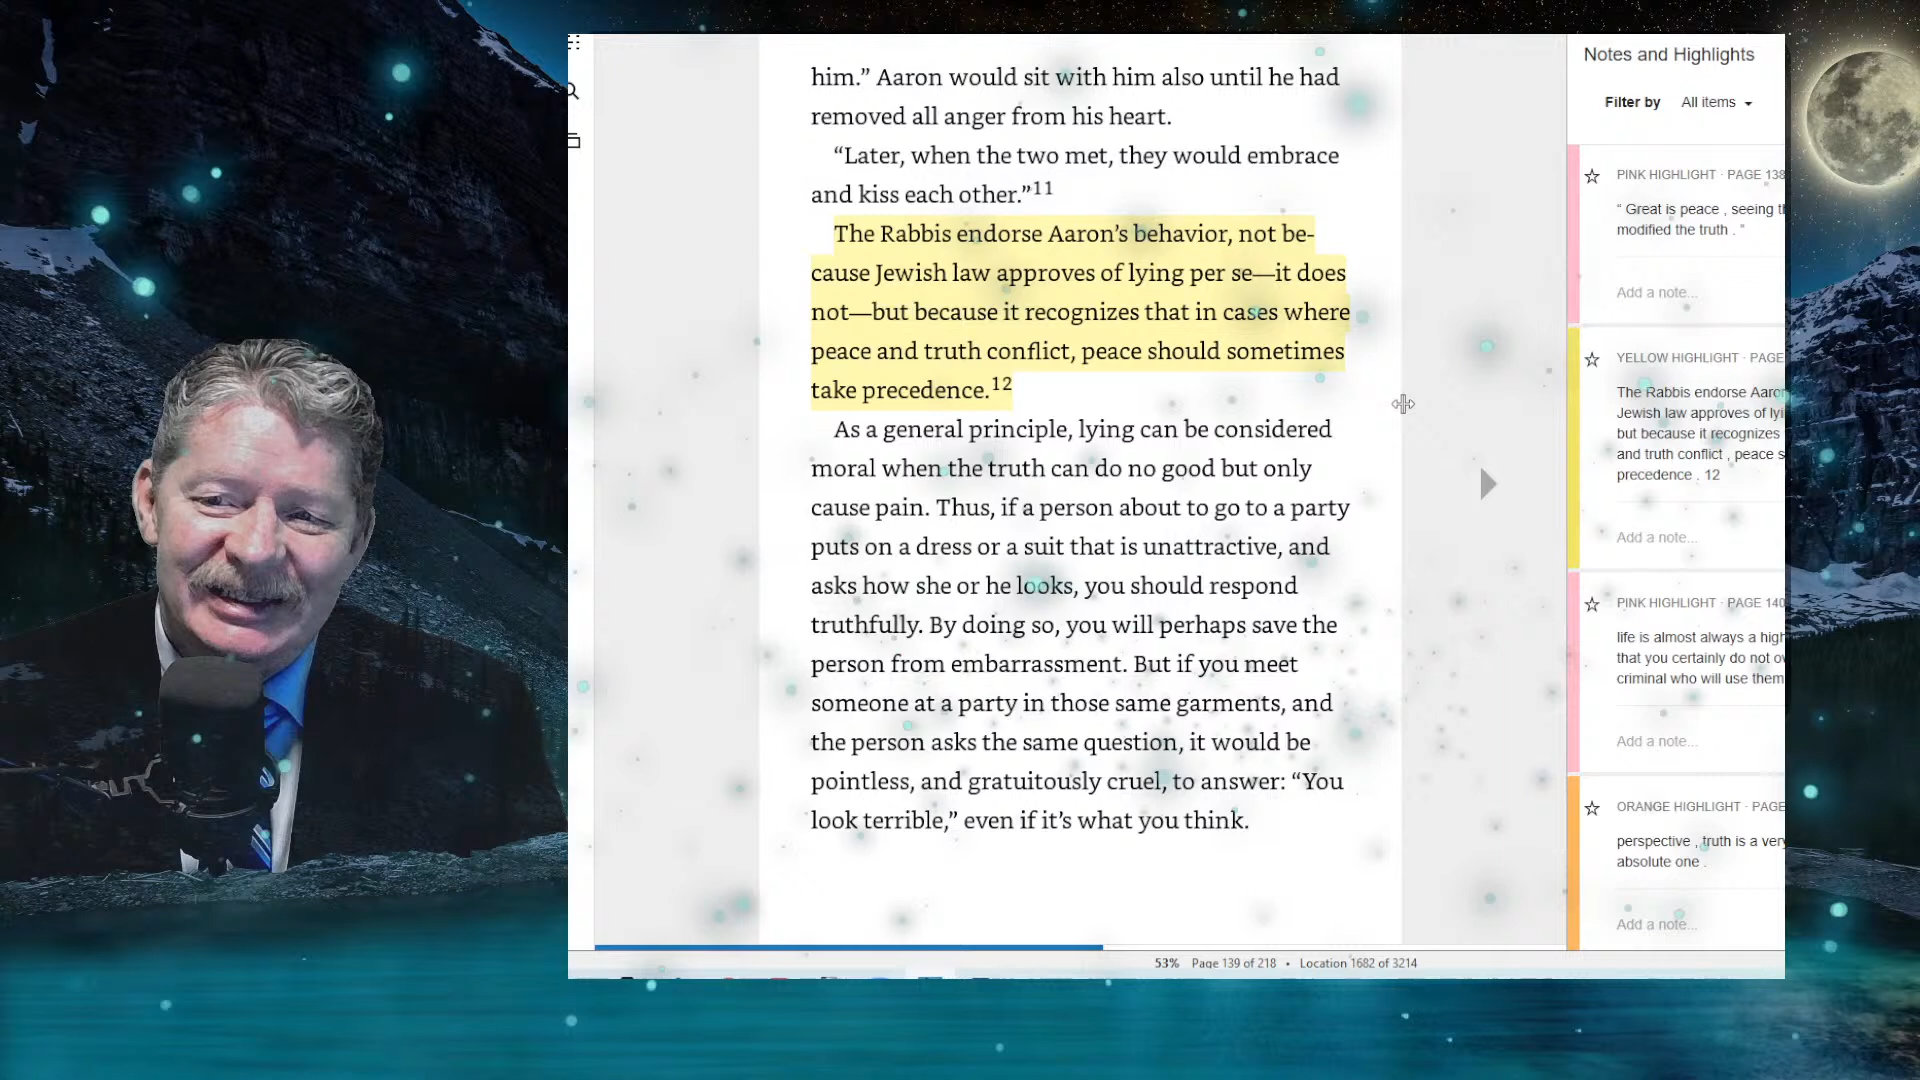 him.” Aaron would sit with him also until he had
removed all anger from his heart.
“Later, when the two met, they would embrace
and kiss each other.”11
The Rabbis endorse Aaron’s behavior, not be-
cause Jewish law approves of lying per se—it does
not—but because it recognizes that in cases where
peace and truth conflict, peace should sometimes
take precedence.12
As a general principle, lying can be considered
moral when the truth can do no good but only
cause pain. Thus, if a person about to go to a party
puts on a dress or a suit that is unattractive, and
asks how she or he looks, you should respond
truthfully. By doing so, you will perhaps save the
person from embarrassment. But if you meet
someone at a party in those same garments, and
the person asks the same question, it would be
pointless, and gratuitously cruel, to answer: “You
look terrible,” even if it’s what you think.
53% Page 139 of 218 • Location 1682 of 3214
Notes and Highlights
Filter by All items
PINK HIGHLIGHT · PAGE 138
“ Great is peace , seeing
modified the truth . ”
Add a note...
YELLOW HIGHLIGHT · PAGE
The Rabbis endorse
Jewish law approves of
but because it recognizes
and truth conflict , peace
precedence . 12
Add a note...
PINK HIGHLIGHT · PAGE 140
life is almost always a
that you certainly do not
criminal who will use them
Add a note...
ORANGE HIGHLIGHT · PAGE
perspective , truth is a
absolute one .
Add a note...